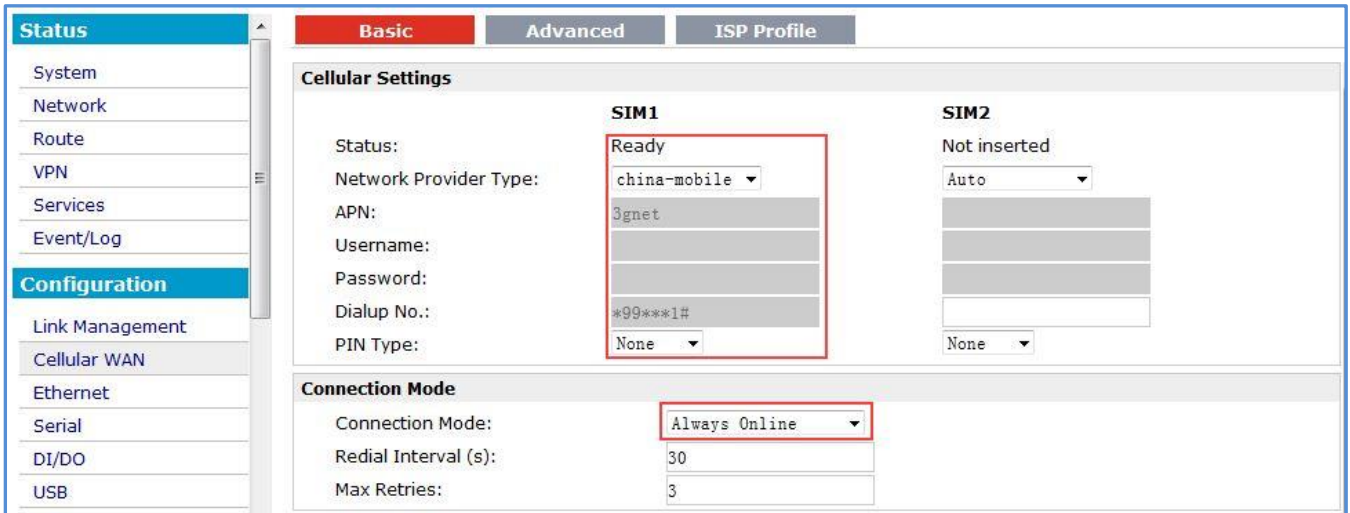 Status
System
Network
Route
VPN
Services
Event/Log
Configuration
Link Management
Cellular WAN
Ethernet
Serial
DI/DO
USB
Basic Advanced ISP Profile
Cellular Settings
SIM1 SIM2
Status: Ready Not inserted
Network Provider Type: china-mobile Auto
APN: 3gnet
Username:
Password:
Dialup No.: *99***1#
PIN Type: None None
Connection Mode
Connection Mode: Always Online
Redial Interval (s): 30
Max Retries: 3